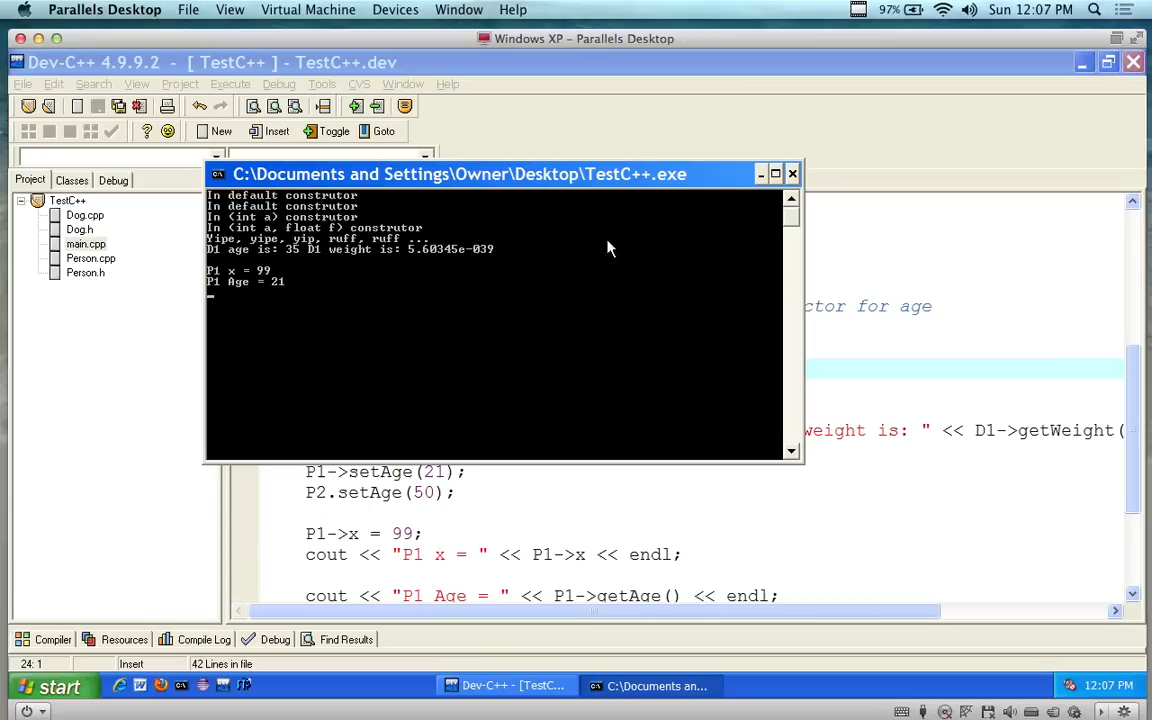 Parallels Desktop File View Virtual Machine Devices Window Help 97% Sun 12:07 PM
Windows XP – Parallels Desktop
Dev-C++ 4.9.9.2 - [ TestC++ ] - TestC++.dev
File Edit Search View Project Execute Debug Tools CVS Window Help
New Insert Toggle Goto
Project Classes Debug
TestC++
Dog.cpp
Dog.h
main.cpp
Person.cpp
Person.h
C:\Documents and Settings\Owner\Desktop\TestC++.exe
In default construtor
In default construtor
In (int a) construtor
In (int a, float f) construtor
Yipe, yipe, yip, ruff, ruff ...
D1 age is: 35 D1 weight is: 5.60345e-039
P1 x = 99
P1 Age = 21
ctor for age
weight is: " << D1->getWeight(
P1->setAge(21);
P2.setAge(50);
P1->x = 99;
cout << "P1 x = " << P1->x << endl;
cout << "P1 Age = " << P1->getAge() << endl;
Compiler Resources Compile Log Debug Find Results
24: 1 Insert 42 Lines in file
start Dev-C++ - [TestC... C:\Documents an... 12:07 PM